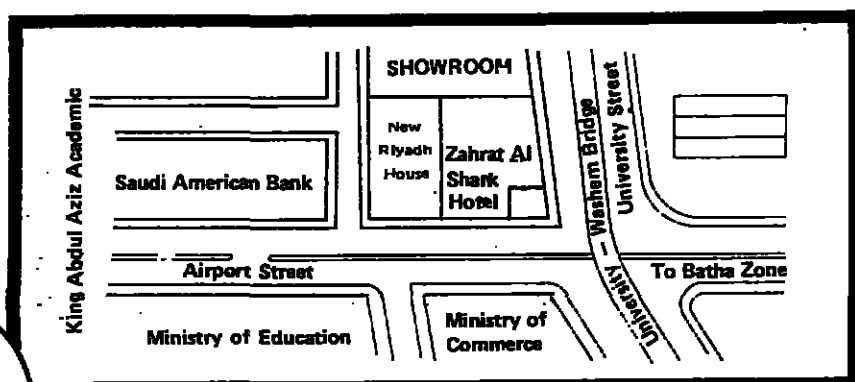 SHOWROOM
King Abdul Aziz Academic
New
Riyadh
House
Zahrat Al
Shark
Hotel
Saudi American Bank
University – Washem Bridge
University Street
Airport Street
To Batha Zone
Ministry of Education
Ministry of
Commerce